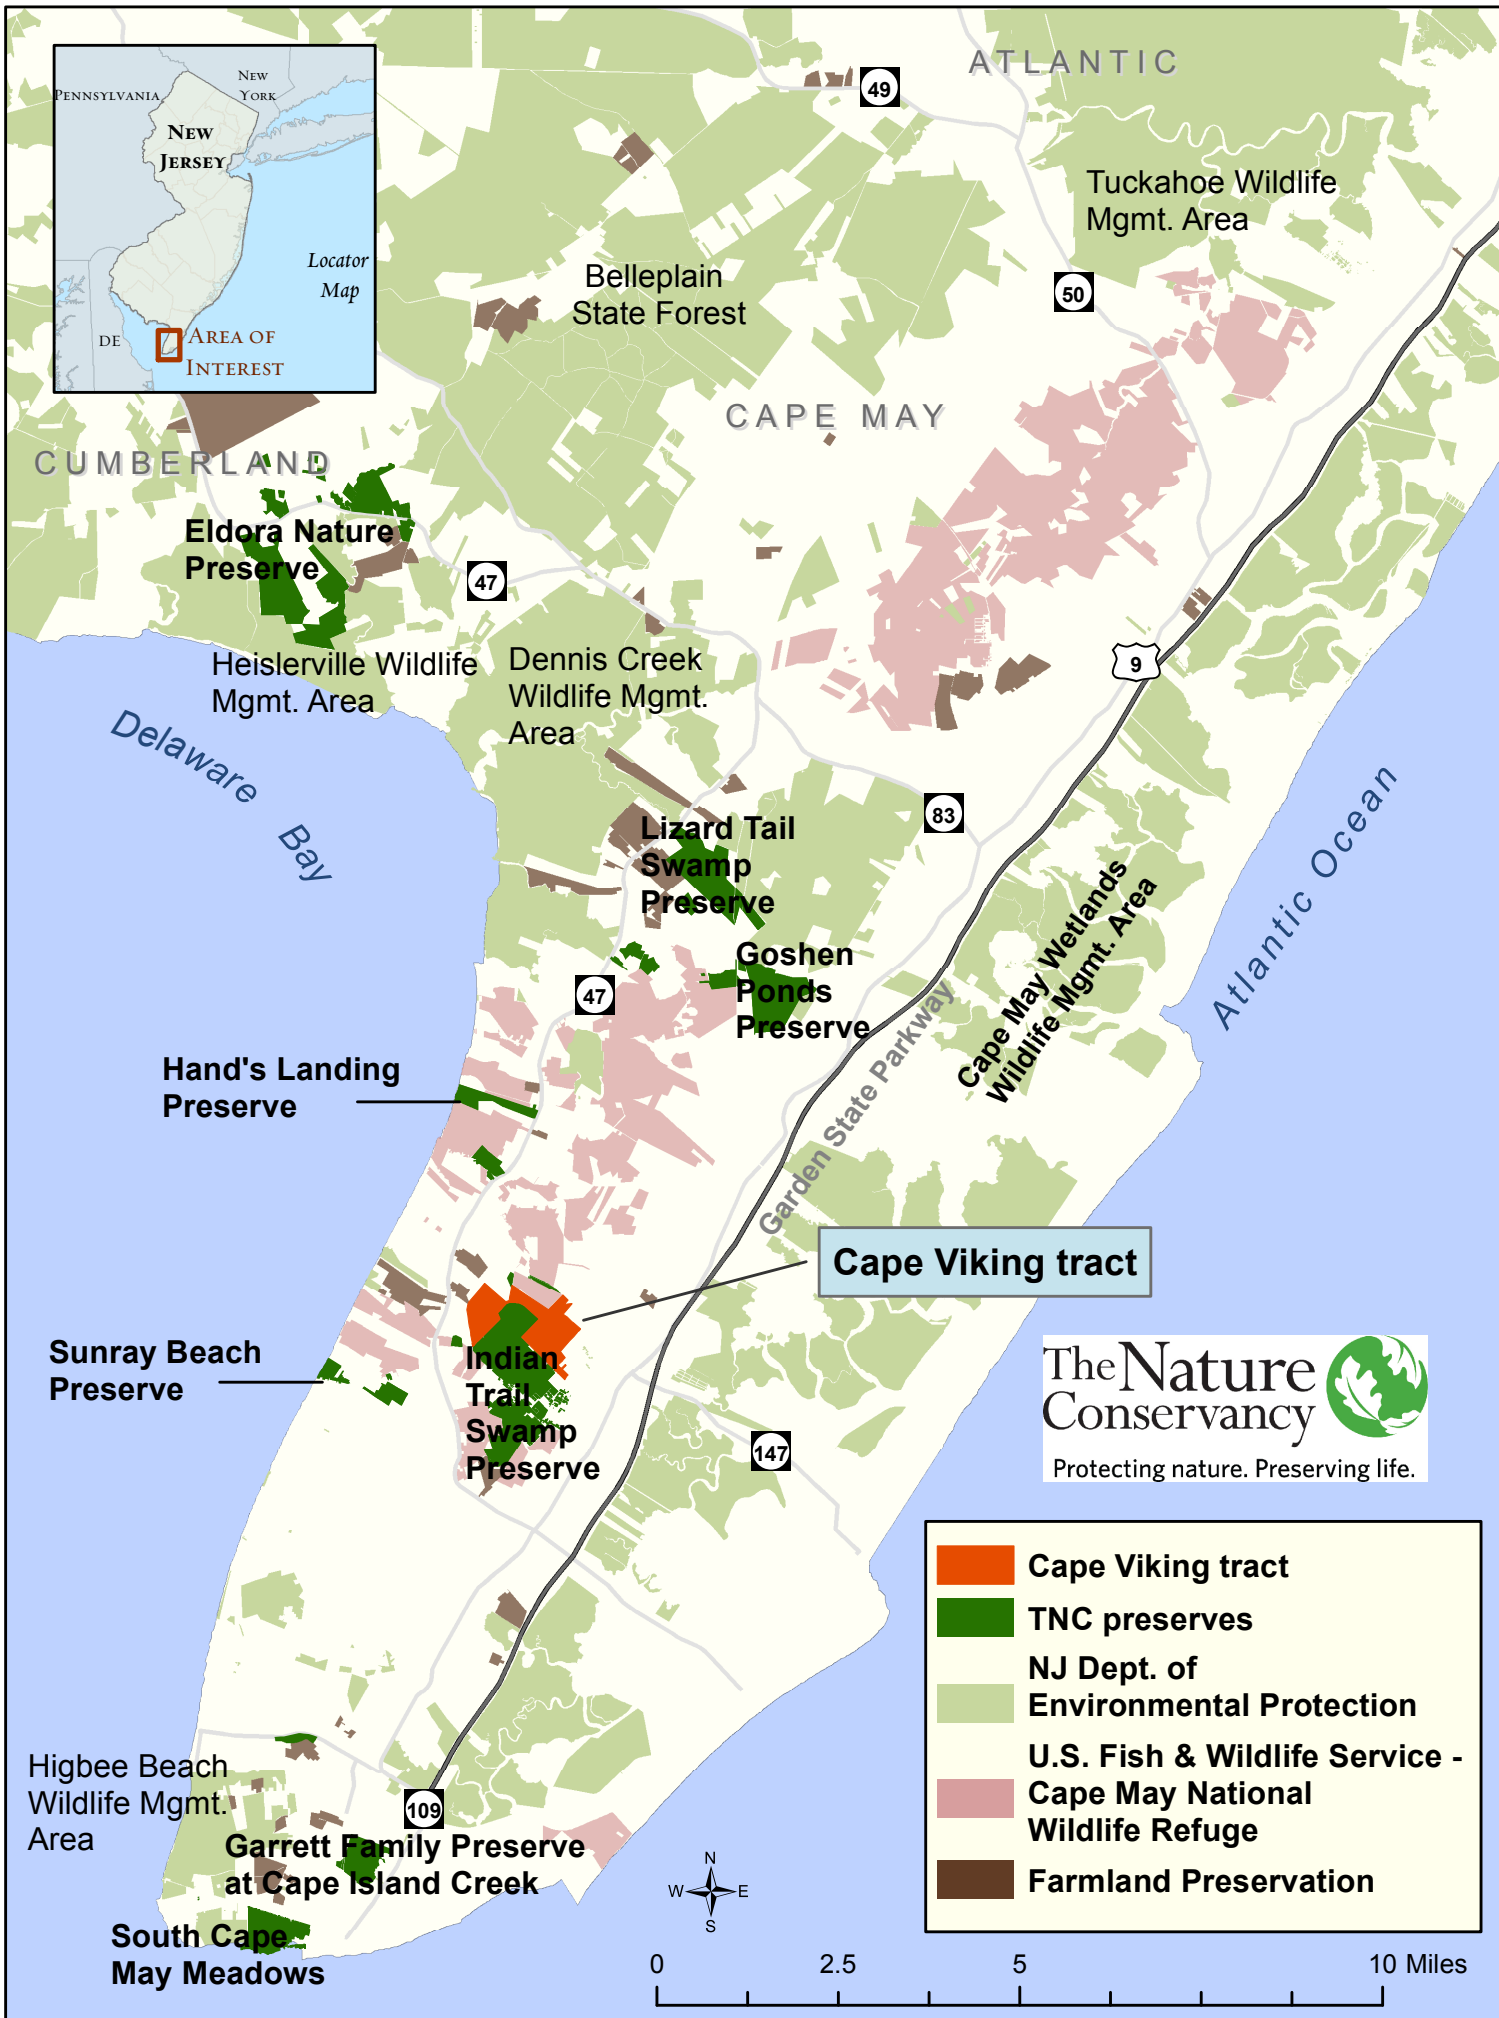 ATLANTIC
49
PENNSYLVANIA
NEW
YORK
NEW
JERSEY
Locator
Map
DE
AREA OF
INTEREST
Tuckahoe Wildlife
Mgmt. Area
Belleplain
State Forest
50
CAPE MAY
CUMBERLAND
Eldora Nature
Preserve
47
Heislerville Wildlife
Mgmt. Area
Dennis Creek
Wildlife Mgmt.
Area
9
Delaware
Bay
Atlantic Ocean
83
Lizard Tail
Swamp
Preserve
Cape May Wetlands
Wildlife Mgmt. Area
Goshen
Ponds
Preserve
47
Garden State Parkway
Hand's Landing
Preserve
Cape Viking tract
Sunray Beach
Preserve
Indian
Trail
Swamp
Preserve
The Nature
Conservancy
Protecting nature. Preserving life.
147
Cape Viking tract
TNC preserves
NJ Dept. of
Environmental Protection
U.S. Fish & Wildlife Service -
Cape May National
Wildlife Refuge
Farmland Preservation
Higbee Beach
Wildlife Mgmt.
Area
109
Garrett Family Preserve
at Cape Island Creek
South Cape
May Meadows
N
W E
S
0 2.5 5 10 Miles